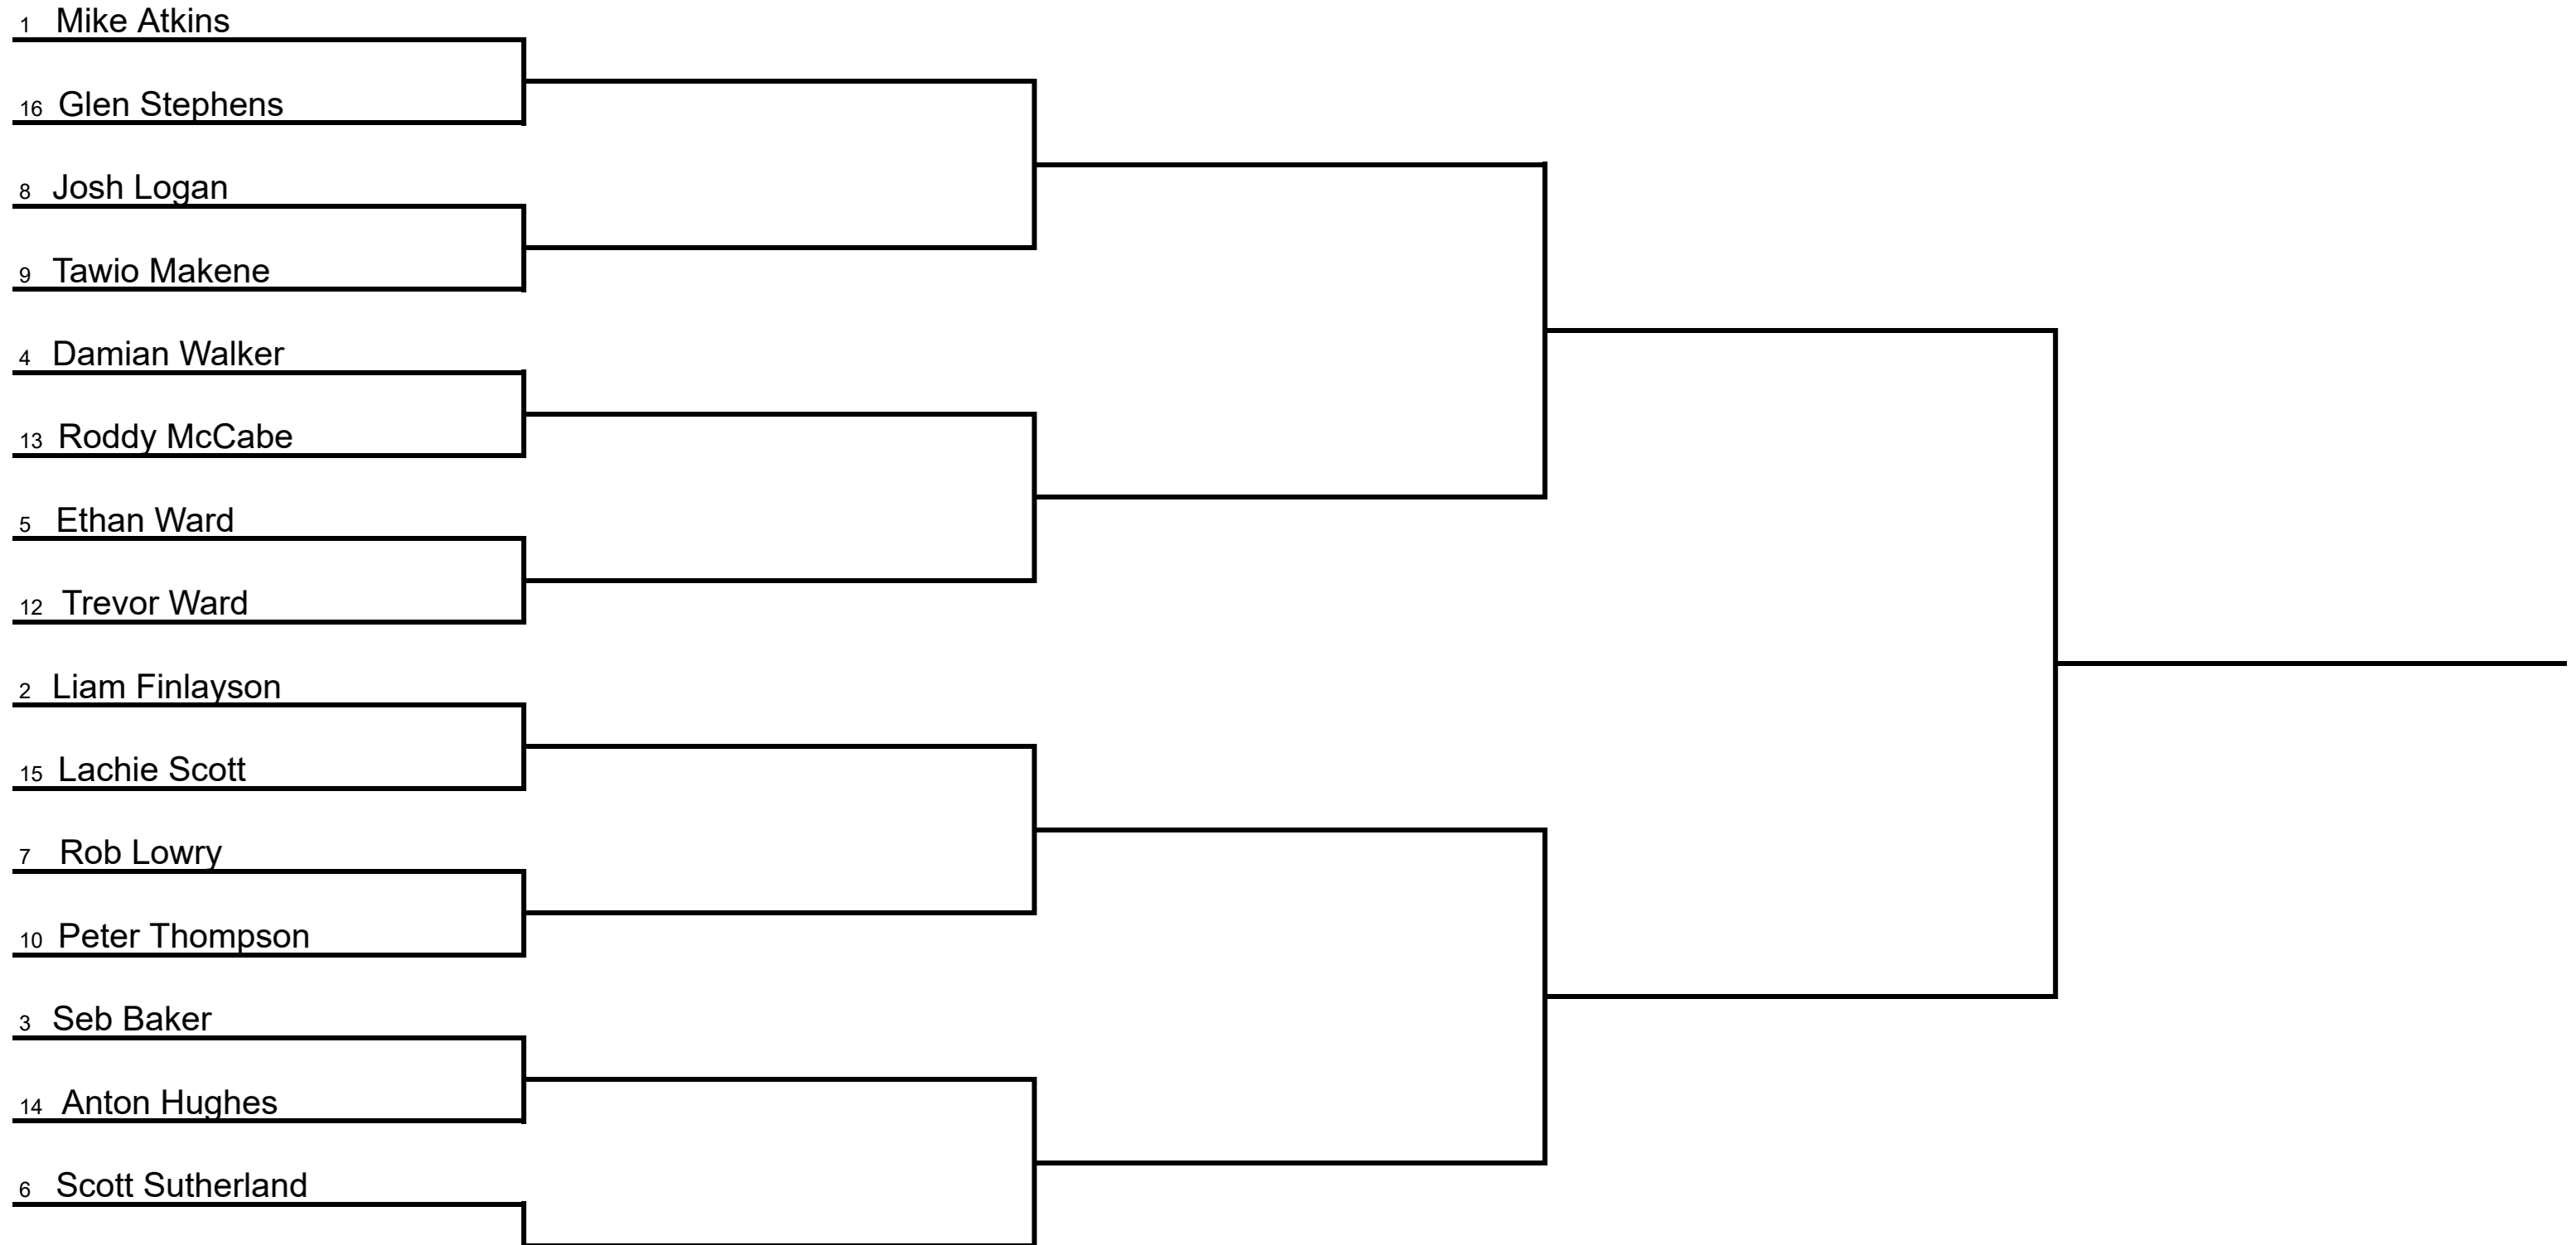 1 Mike Atkins
16 Glen Stephens
8 Josh Logan
9 Tawio Makene
4 Damian Walker
13 Roddy McCabe
5 Ethan Ward
12 Trevor Ward
2 Liam Finlayson
15 Lachie Scott
7 Rob Lowry
10 Peter Thompson
3 Seb Baker
14 Anton Hughes
6 Scott Sutherland